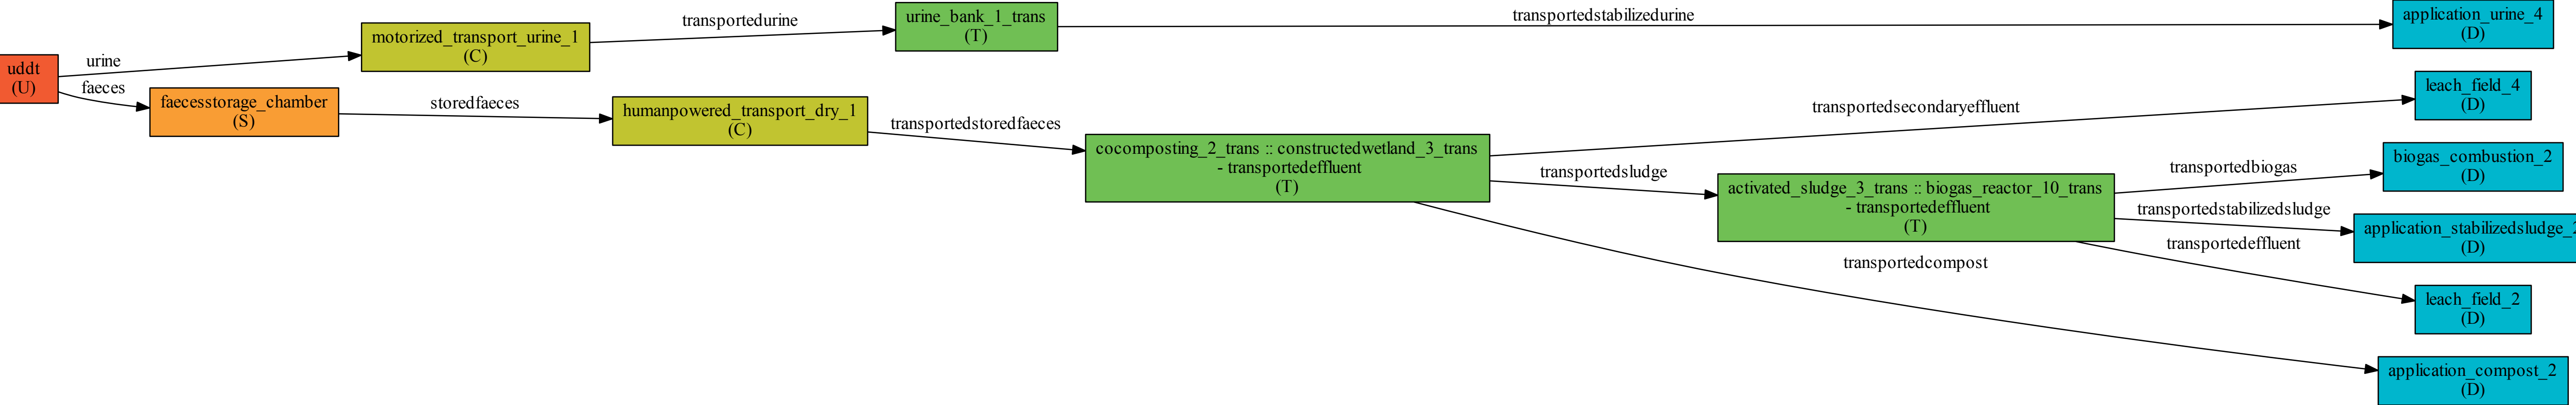 uddt
(U)
urine
faeces
motorized_transport_urine_1
(C)
faecesstorage_chamber
(S)
transportedurine
storedfaeces
urine_bank_1_trans
(T)
humanpowered_transport_dry_1
(C)
transportedstoredfaeces
transportedstabilizedurine
cocomposting_2_trans :: constructedwetland_3_trans
- transportedeffluent
(T)
transportedsecondaryeffluent
transportedsludge
transportedcompost
activated_sludge_3_trans :: biogas_reactor_10_trans
- transportedeffluent
(T)
transportedbiogas
transportedstabilizedsludge
transportedeffluent
application_urine_4
(D)
leach_field_4
(D)
biogas_combustion_2
(D)
application_stabilizedsludge_2
(D)
leach_field_2
(D)
application_compost_2
(D)